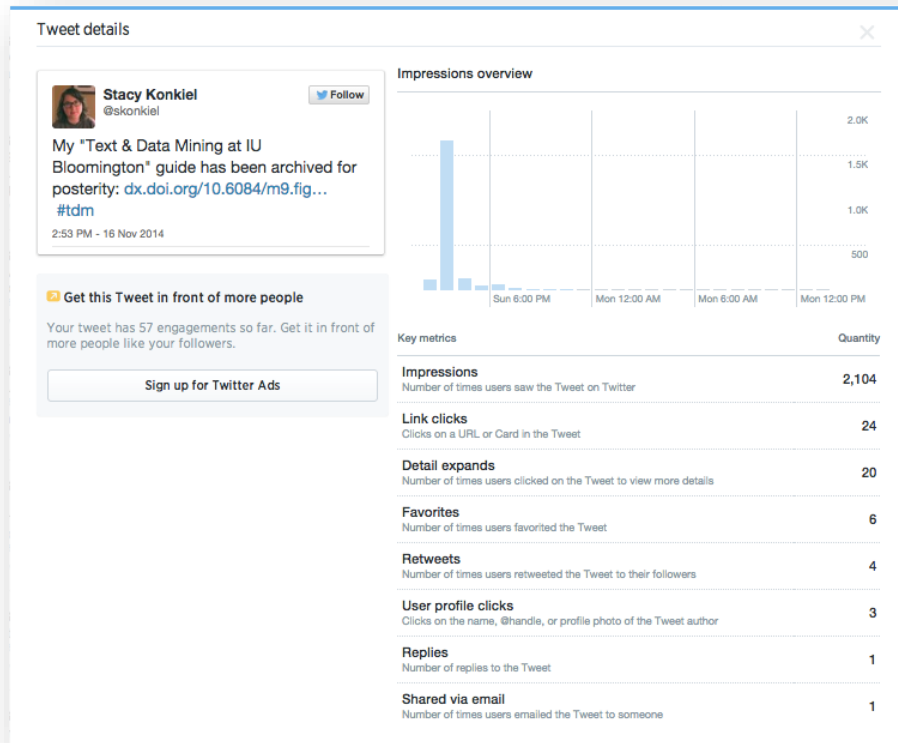 Tweet details
Stacy Konkiel
@skonkiel
Follow
My "Text & Data Mining at IU
Bloomington" guide has been archived for
posterity: dx.doi.org/10.6084/m9.fig…
#tdm
2:53 PM - 16 Nov 2014
Get this Tweet in front of more people
Your tweet has 57 engagements so far. Get it in front of
more people like your followers.
Sign up for Twitter Ads
Impressions overview
2.0K
1.5K
1.0K
500
Sun 6:00 PM
Mon 12:00 AM
Mon 6:00 AM
Mon 12:00 PM
Key metrics Quantity
Impressions
Number of times users saw the Tweet on Twitter
2,104
Link clicks
Clicks on a URL or Card in the Tweet
24
Detail expands
Number of times users clicked on the Tweet to view more details
20
Favorites
Number of times users favorited the Tweet
6
Retweets
Number of times users retweeted the Tweet to their followers
4
User profile clicks
Clicks on the name, @handle, or profile photo of the Tweet author
3
Replies
Number of replies to the Tweet
1
Shared via email
Number of times users emailed the Tweet to someone
1